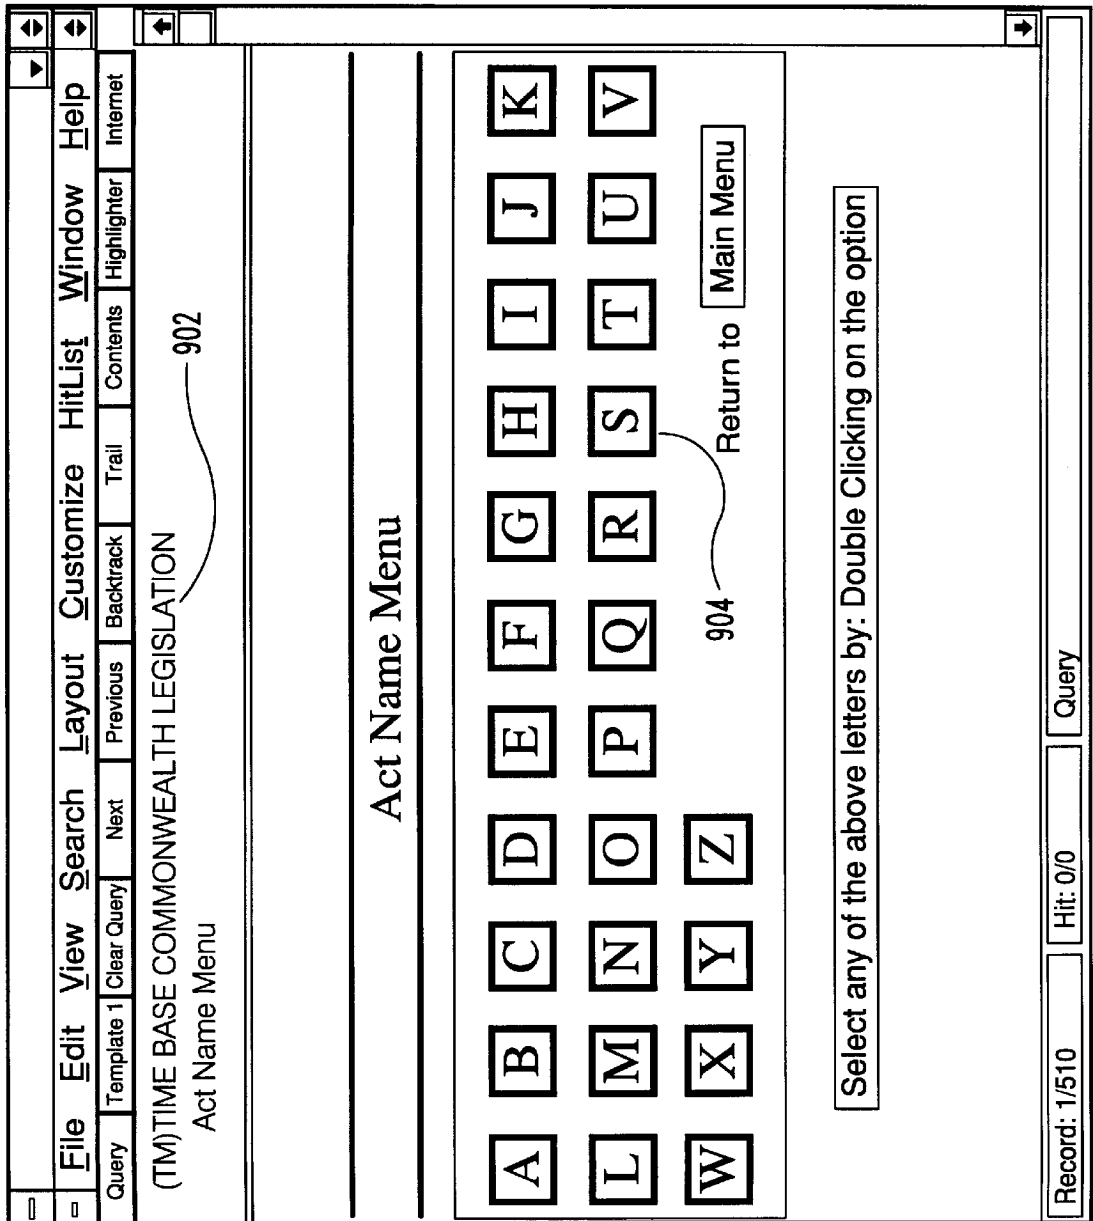 File Edit View Search Layout Customize HitList Window Help
Query Template 1 Clear Query Next Previous Backtrack Trail Contents Highlighter Internet
(TM)TIME BASE COMMONWEALTH LEGISLATION
Act Name Menu
902
Act Name Menu
A B C D E F G H I J K
L M N O P Q R S T U V
W X Y Z
904
Return to Main Menu
Select any of the above letters by: Double Clicking on the option
Record: 1/510 Hit: 0/0 Query